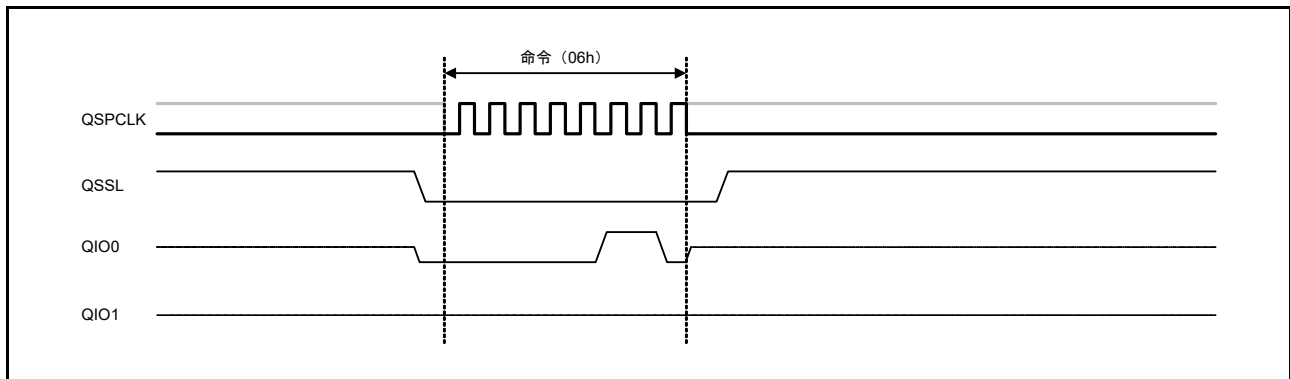 命令（06h）
QSPCLK
QSSL
QIO0
QIO1